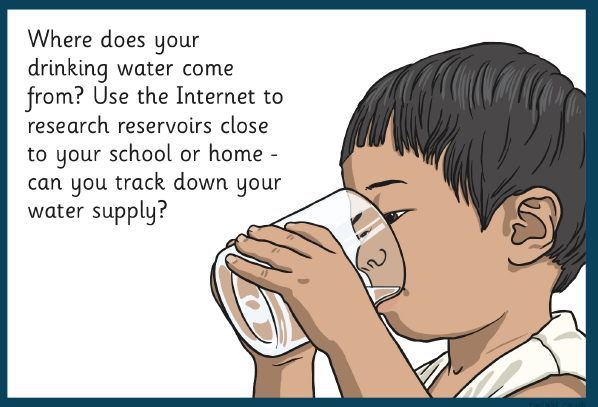 Where does your
drinking water come
from? Use the Internet to
research reservoirs close
to your school or home -
can you track down your
water supply?